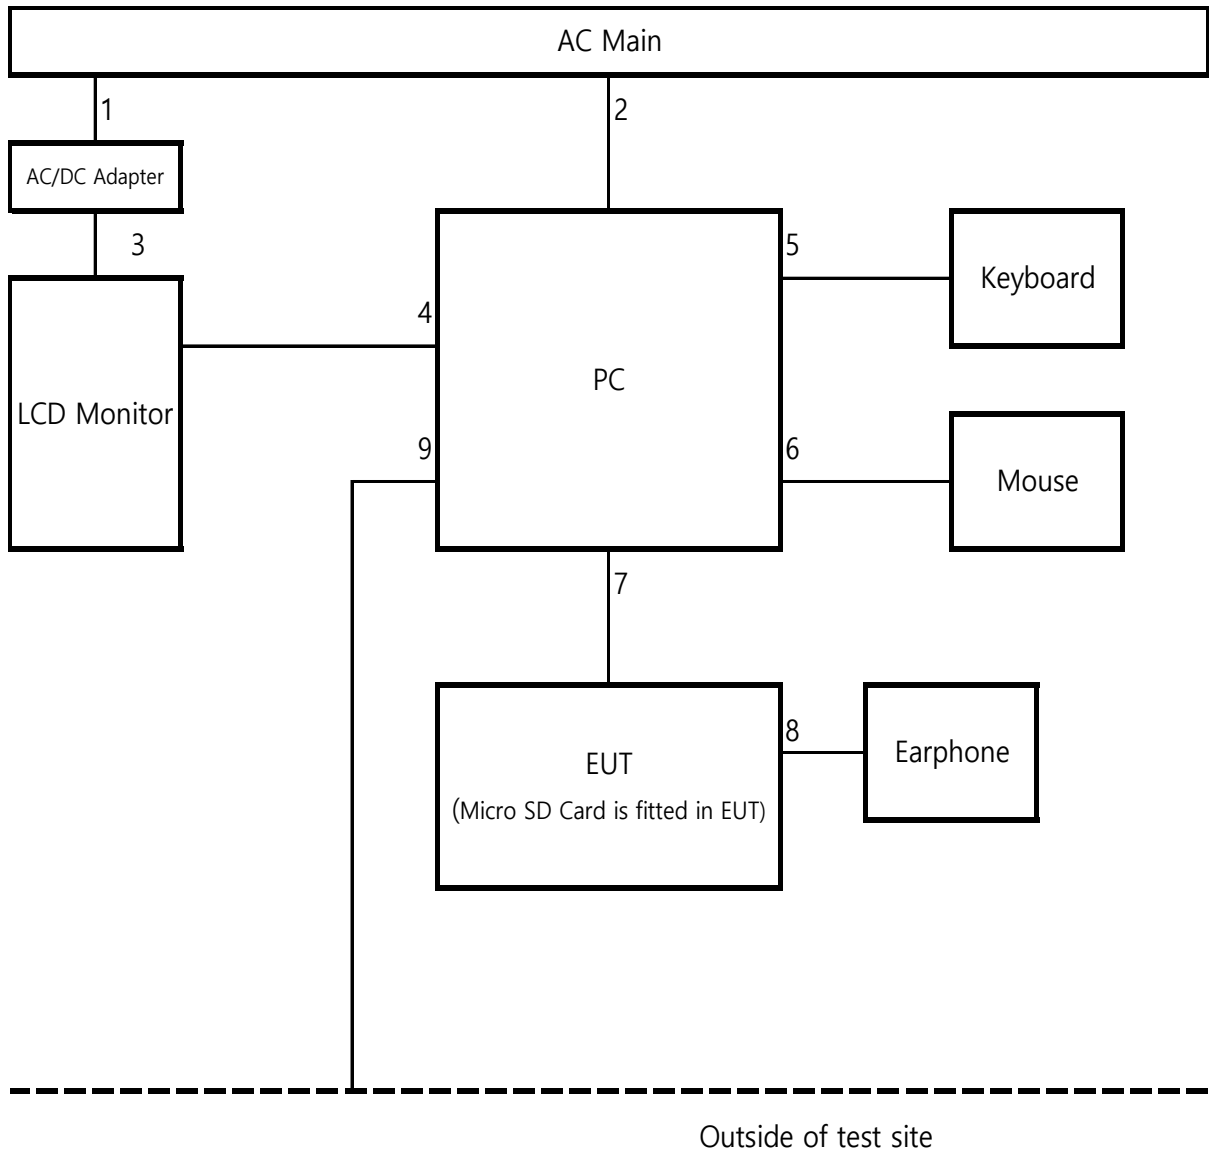 AC Main
1
2
AC/DC Adapter
3
5
Keyboard
4
PC
LCD Monitor
9
6
Mouse
7
8
Earphone
EUT
(Micro SD Card is fitted in EUT)
Outside of test site